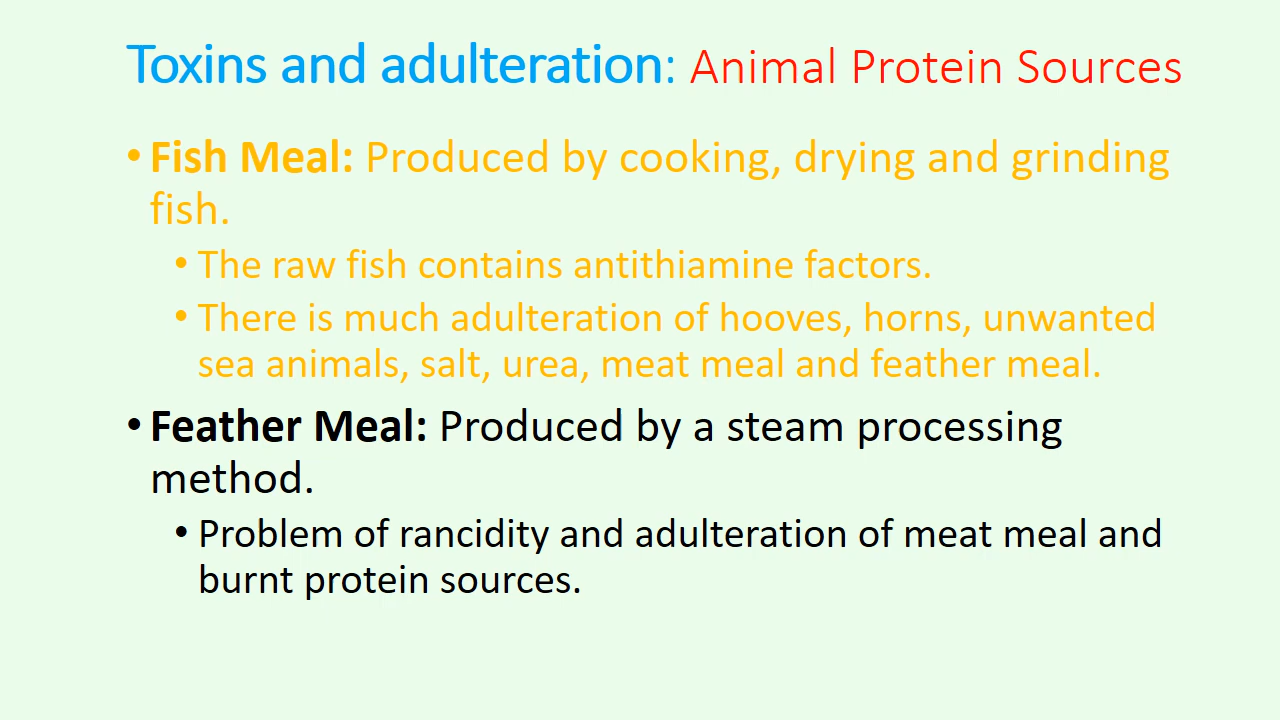 Toxins and adulteration: Animal Protein Sources
• Fish Meal: Produced by cooking, drying and grinding
fish.
• The raw fish contains antithiamine factors.
• There is much adulteration of hooves, horns, unwanted
sea animals, salt, urea, meat meal and feather meal.
• Feather Meal: Produced by a steam processing
method.
• Problem of rancidity and adulteration of meat meal and
burnt protein sources.